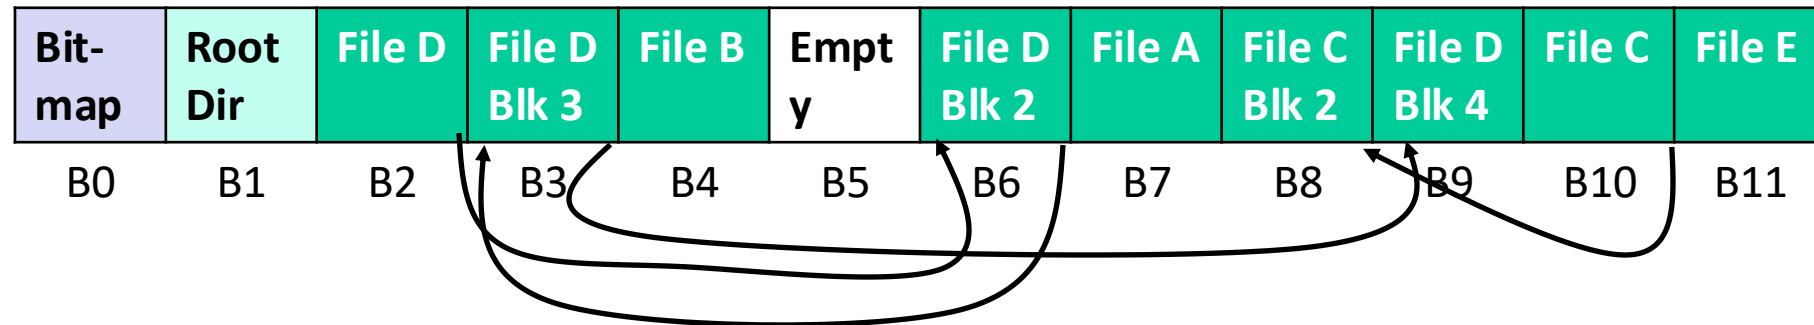 Bit- Root File D File D File B Empt File D File A File C File D File C File E
map Dir Blk 3 y Blk 2 Blk 2 Blk 4
B0 B1 B2 B3 B4 B5 B6 B7 B8 B9 B10 B11